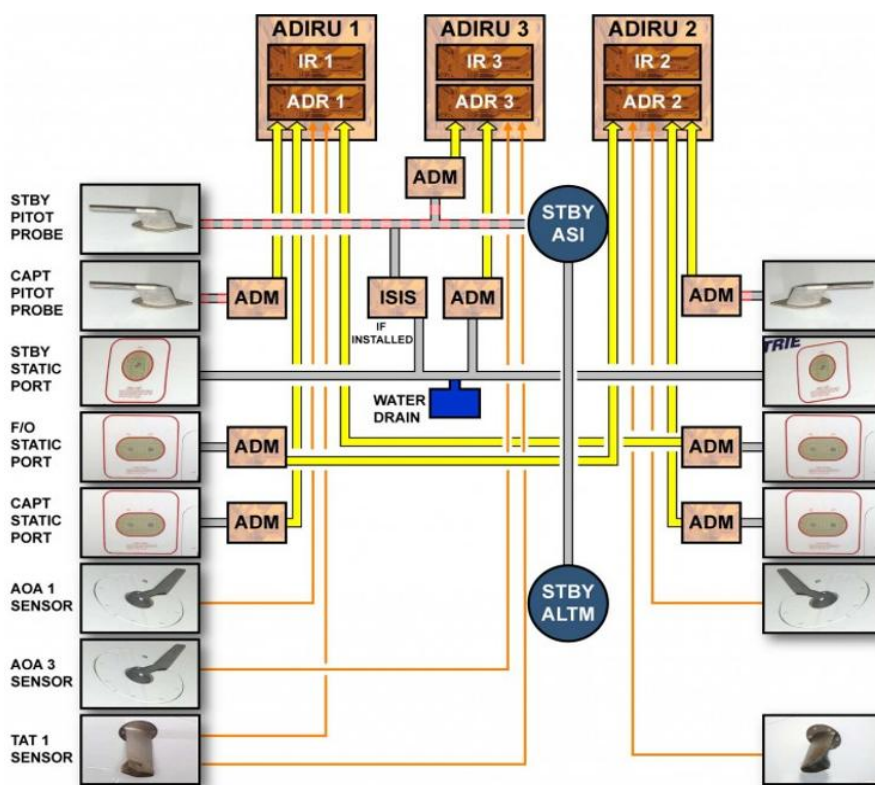 ADIRU 1
IR 1
ADR 1
ADIRU 3
IR 3
ADR 3
ADIRU 2
IR 2
ADR 2
ADM
STBY
PITOT
PROBE
STBY
ASI
CAPT
PITOT
PROBE
ADM
ISIS
IF
INSTALLED
ADM
ADM
STBY
STATIC
PORT
TRIE
WATER
DRAIN
F/O
STATIC
PORT
ADM
ADM
CAPT
STATIC
PORT
ADM
ADM
AOA 1
SENSOR
STBY
ALTM
AOA 3
SENSOR
TAT 1
SENSOR